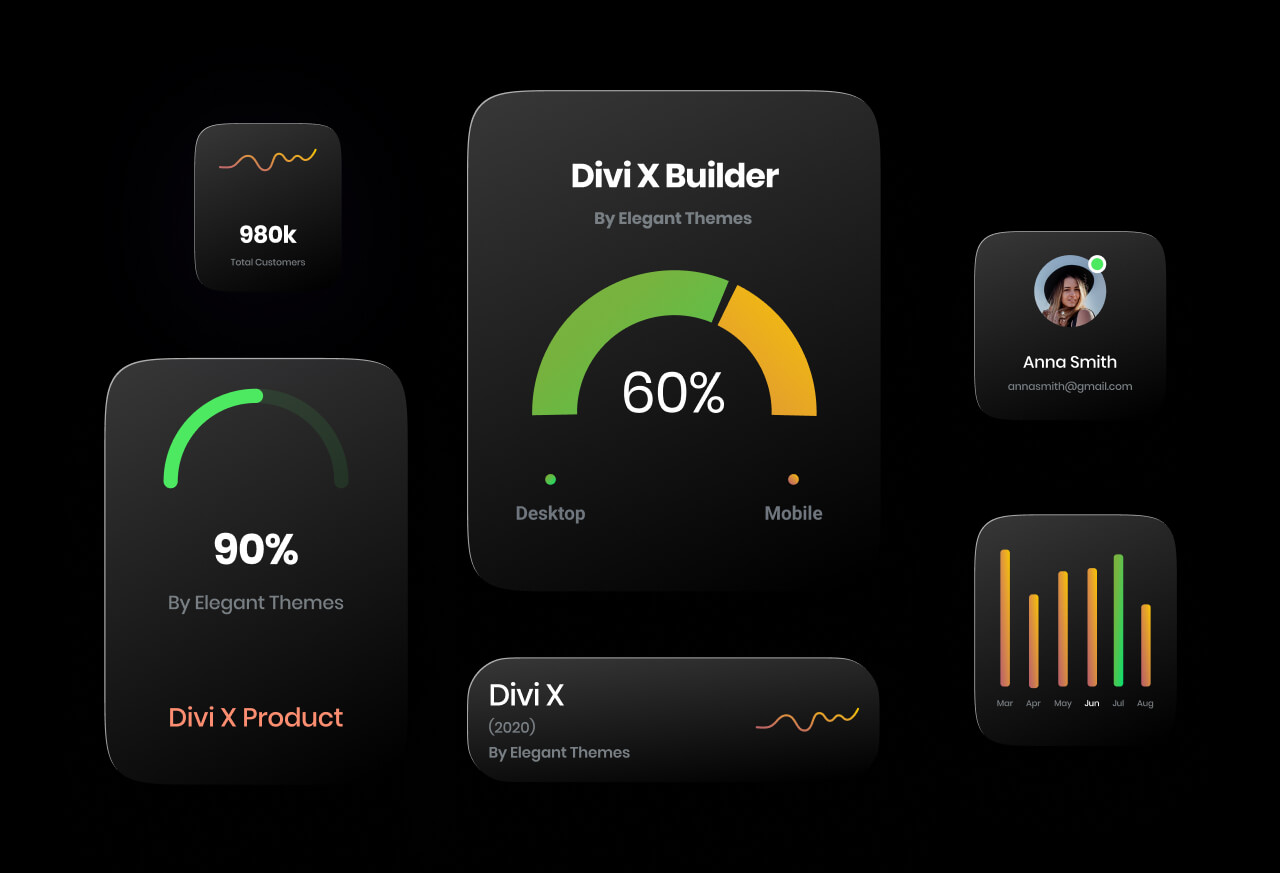 980k
Total Customers
90%
By Elegant Themes
Divi X Product
Divi X Builder
By Elegant Themes
60%
Desktop
Mobile
Divi X
(2020)
By Elegant Themes
Anna Smith
annasmith@gmail.com
Mar Apr May Jun Jul Aug